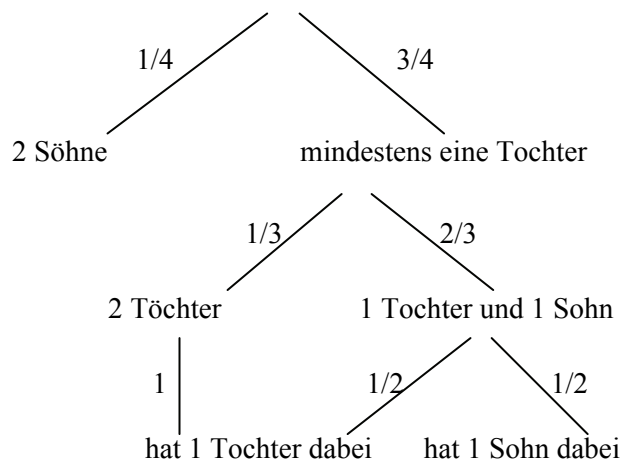 1/4 3/4
2 Söhne mindestens eine Tochter
1/3 2/3
2 Töchter 1 Tochter und 1 Sohn
1 1/2 1/2
hat 1 Tochter dabei hat 1 Sohn dabei